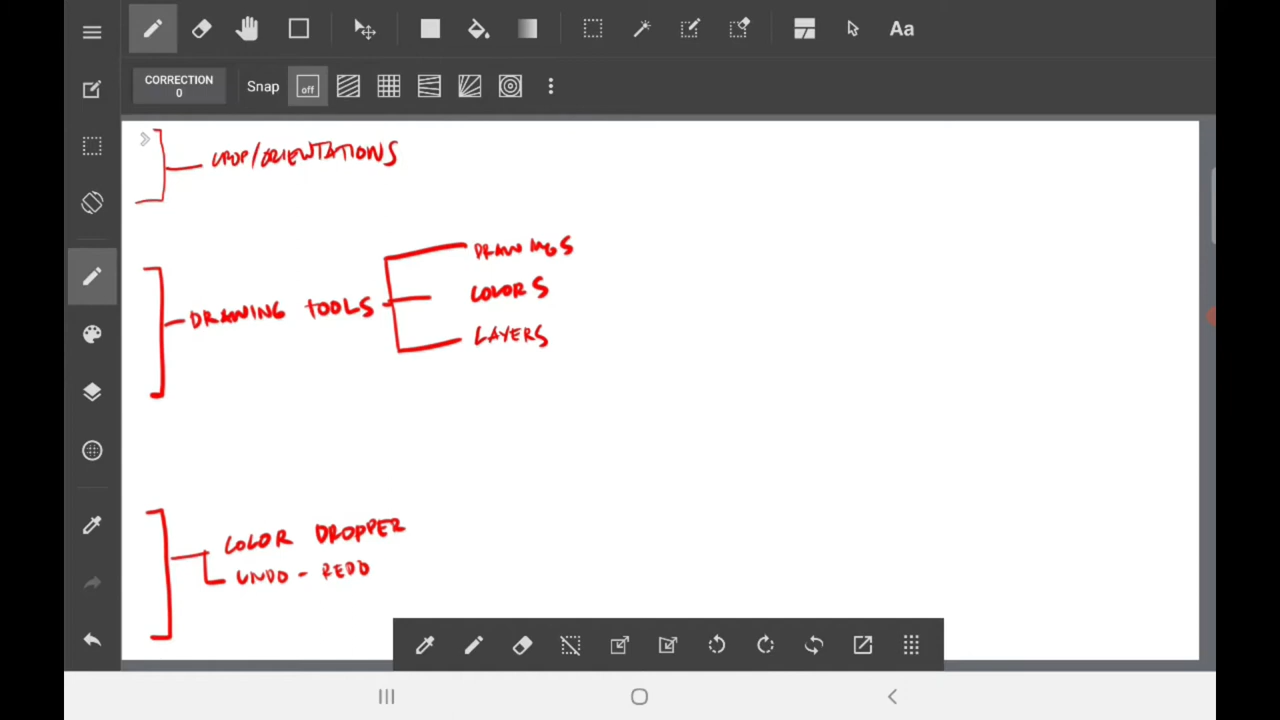 Aa
CORRECTION
0
Snap
off
CROP/ORIENTATIONS
DRAWINGS
DRAWING TOOLS
COLORS
LAYERS
COLOR DROPPER
UNDO - REDO